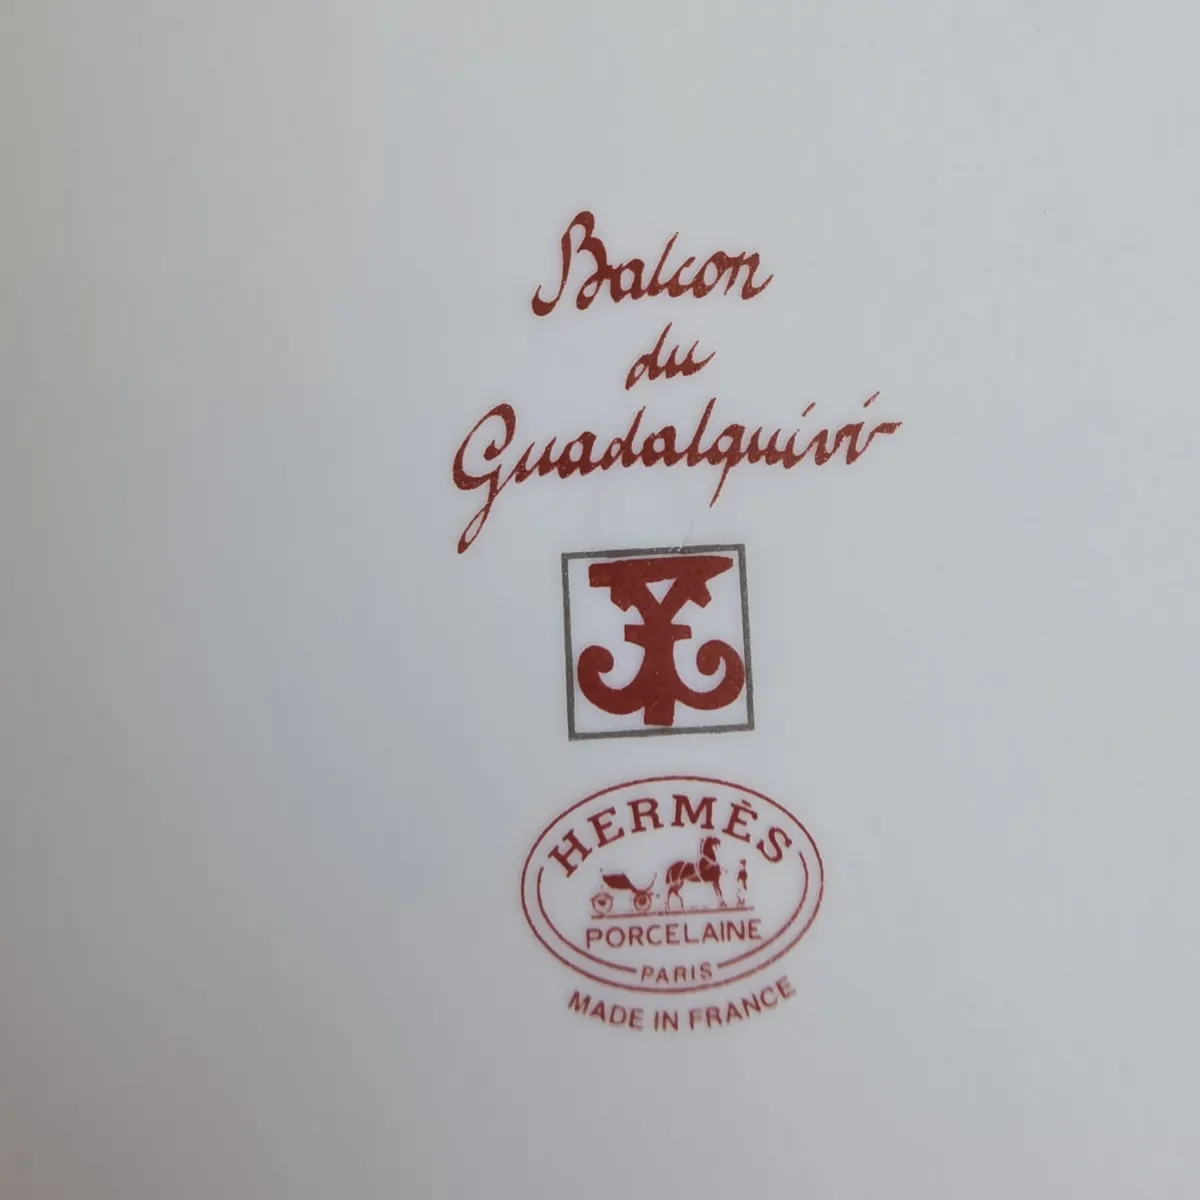 Balcon
du
Guadalquivir
HERMÈS
PORCELAINE
PARIS
MADE IN FRANCE